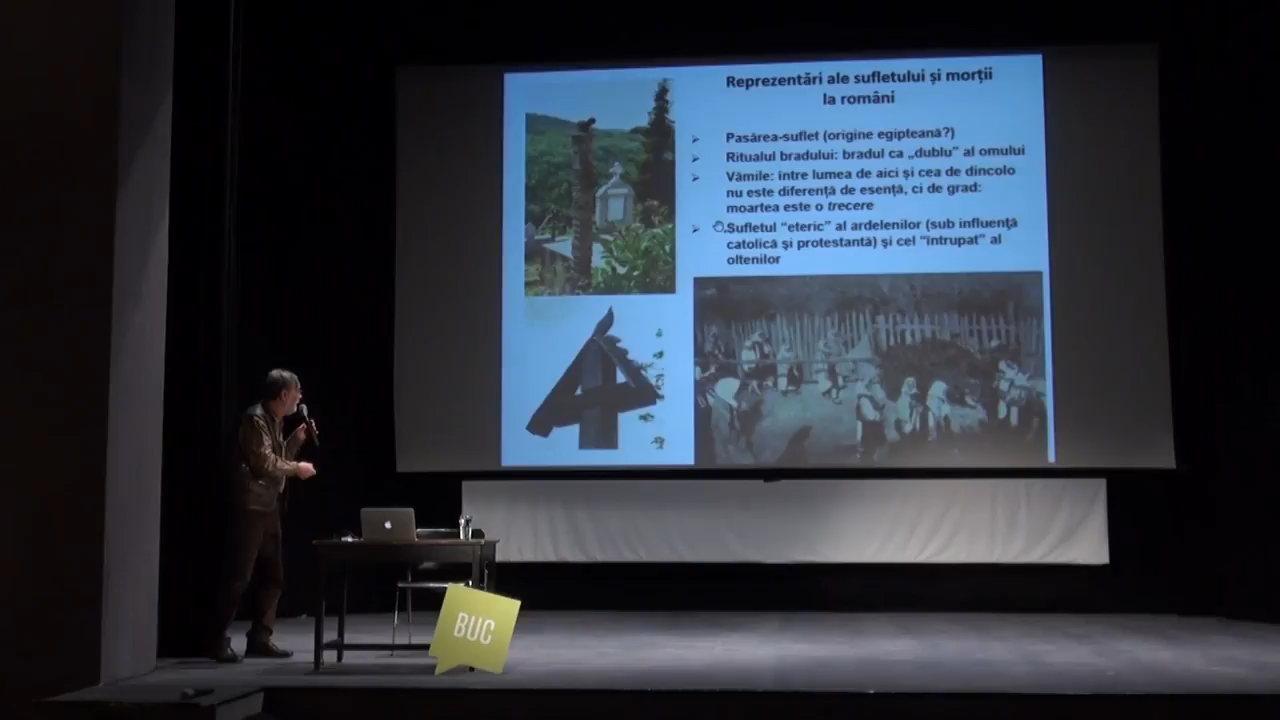 Reprezentări ale sufletului și morții
la români
Pasărea-suflet (origine egipteană?)
Ritualul bradului: bradul ca „dublu” al omului
Vămile: între lumea de aici și cea de dincolo
nu este diferență de esență, ci de grad:
moartea este o trecere
Sufletul “eteric” al ardelenilor (sub influența
catolică și protestantă) și cel “întrupat” al
oltenilor
BUC